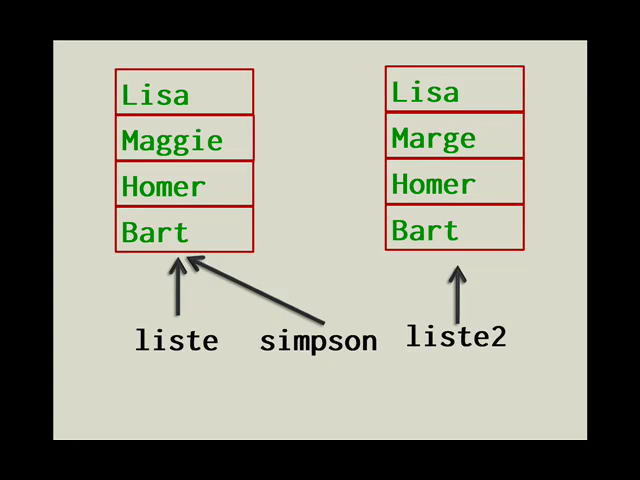 Lisa
Maggie
Homer
Bart
Lisa
Marge
Homer
Bart
liste
simpson
liste2